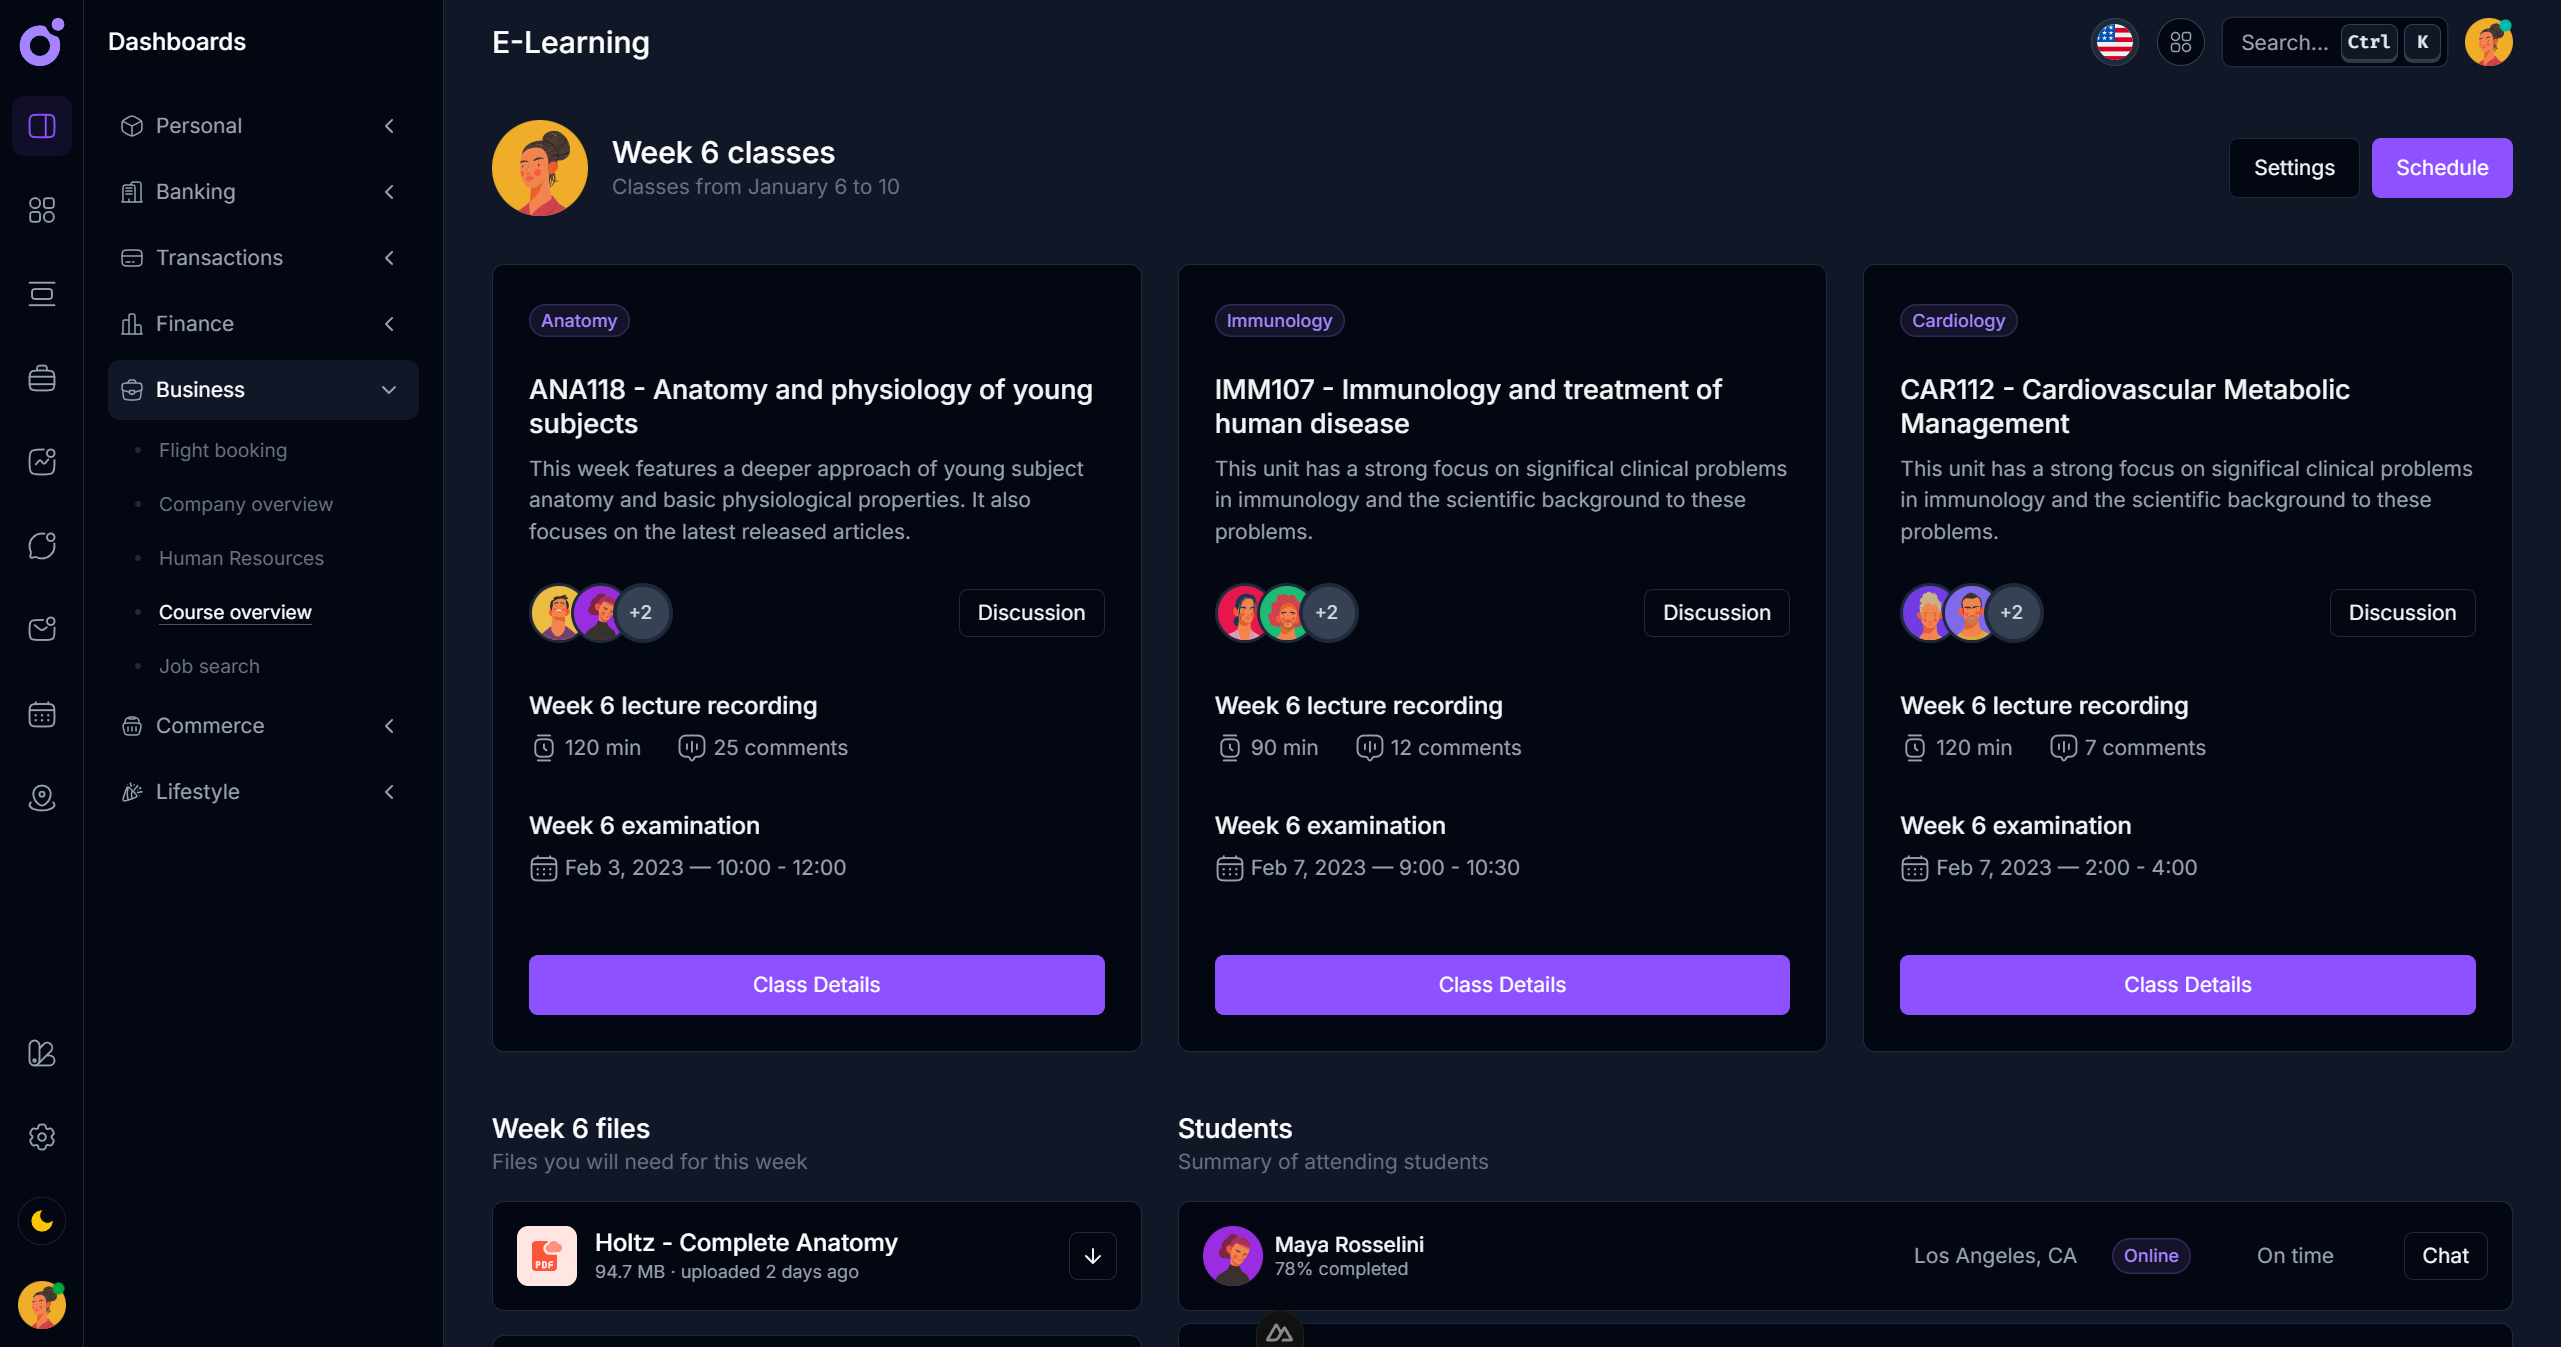 Dashboards
Personal
Banking
Transactions
Finance
Business
Flight booking
Company overview
Human Resources
Course overview
Job search
Commerce
Lifestyle
E-Learning
Search...
Ctrl
K
Week 6 classes
Classes from January 6 to 10
Settings
Schedule
Anatomy
ANA118 - Anatomy and physiology of young
subjects
This week features a deeper approach of young subject
anatomy and basic physiological properties. It also
focuses on the latest released articles.
+2
Discussion
Week 6 lecture recording
120 min
25 comments
Week 6 examination
Feb 3, 2023 — 10:00 - 12:00
Class Details
Immunology
IMM107 - Immunology and treatment of
human disease
This unit has a strong focus on significal clinical problems
in immunology and the scientific background to these
problems.
+2
Discussion
Week 6 lecture recording
90 min
12 comments
Week 6 examination
Feb 7, 2023 — 9:00 - 10:30
Class Details
Cardiology
CAR112 - Cardiovascular Metabolic
Management
This unit has a strong focus on significal clinical problems
in immunology and the scientific background to these
problems.
+2
Discussion
Week 6 lecture recording
120 min
7 comments
Week 6 examination
Feb 7, 2023 — 2:00 - 4:00
Class Details
Week 6 files
Files you will need for this week
PDF
Holtz - Complete Anatomy
94.7 MB · uploaded 2 days ago
Students
Summary of attending students
Maya Rosselini
78% completed
Los Angeles, CA
Online
On time
Chat